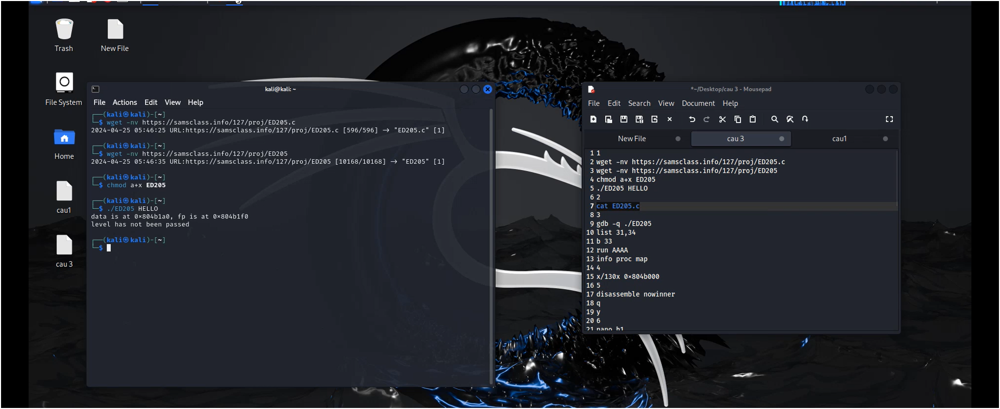 Trash
New File
File System
Home
cau1
cau 3
kali@kali: ~
File Actions Edit View Help
┌──(kali㉿kali)-[~]
└─$ wget -nv https://samsclass.info/127/proj/ED205.c
2024-04-25 05:46:25 URL:https://samsclass.info/127/proj/ED205.c [596/596] → "ED205.c" [1]
┌──(kali㉿kali)-[~]
└─$ wget -nv https://samsclass.info/127/proj/ED205
2024-04-25 05:46:35 URL:https://samsclass.info/127/proj/ED205 [10168/10168] → "ED205" [1]
┌──(kali㉿kali)-[~]
└─$ chmod a+x ED205
┌──(kali㉿kali)-[~]
└─$ ./ED205 HELLO
data is at 0×804b1a0, fp is at 0×804b1f0
level has not been passed
┌──(kali㉿kali)-[~]
└─$
*~/Desktop/cau 3 - Mousepad
File Edit Search View Document Help
New File cau 3 cau1
1 1
2 wget -nv https://samsclass.info/127/proj/ED205.c
3 wget -nv https://samsclass.info/127/proj/ED205
4 chmod a+x ED205
5 ./ED205 HELLO
6 2
7 cat ED205.c
8 3
9 gdb -q ./ED205
10 list 31,34
11 b 33
12 run AAAA
13 info proc map
14 4
15 x/130x 0×804b000
16 5
17 disassemble nowinner
18 q
19 y
20 6
21 nano h1